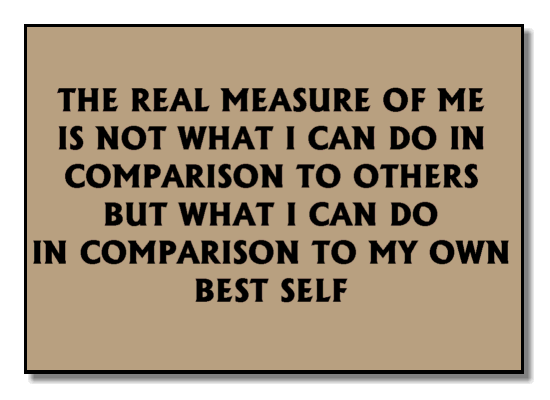 THE REAL MEASURE OF ME
IS NOT WHAT I CAN DO IN
COMPARISON TO OTHERS
BUT WHAT I CAN DO
IN COMPARISON TO MY OWN
BEST SELF